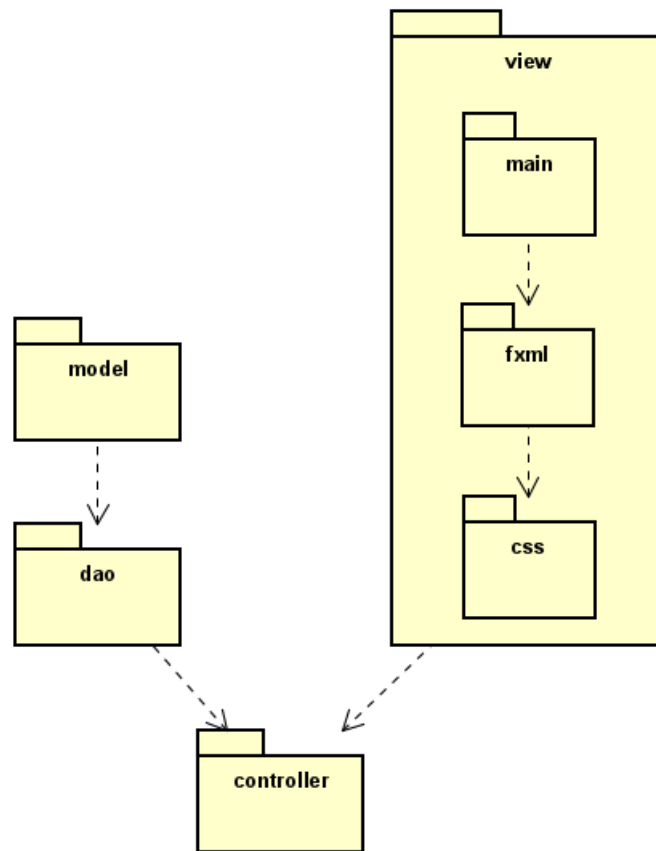 view
main
fxml
css
model
dao
controller